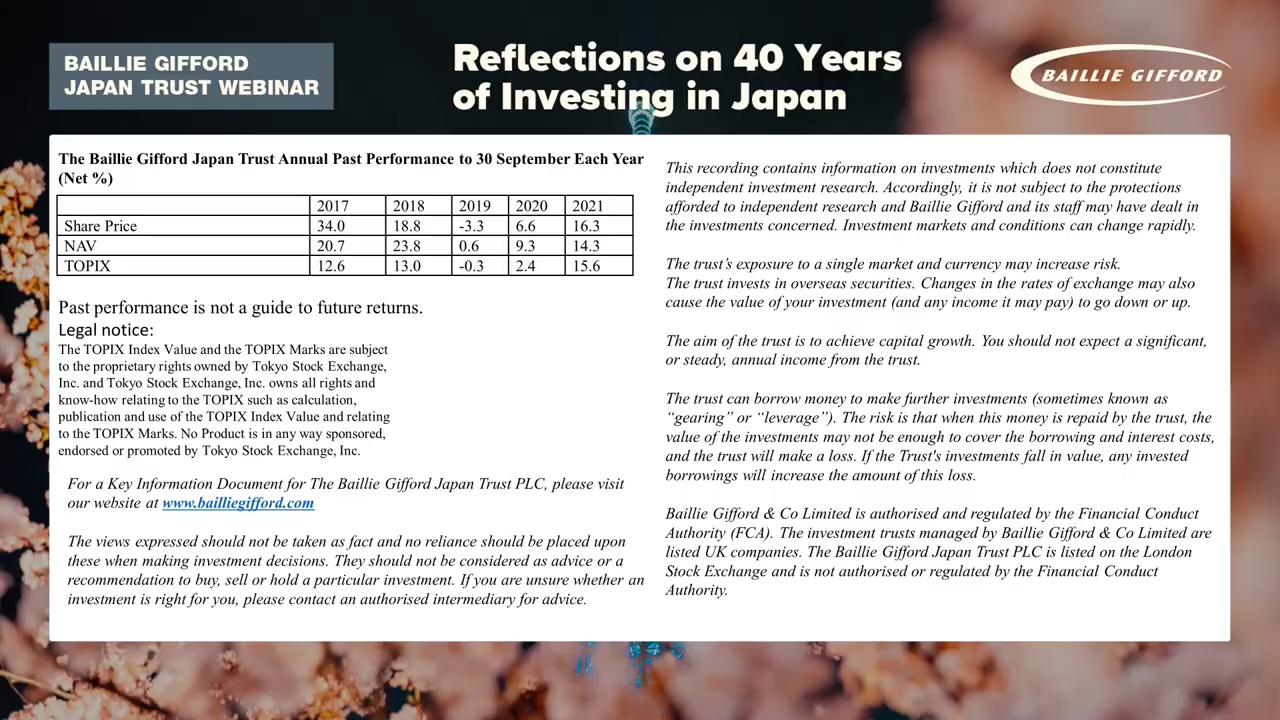 BAILLIE GIFFORD
JAPAN TRUST WEBINAR
Reflections on 40 Years
of Investing in Japan
BAILLIE GIFFORD
The Baillie Gifford Japan Trust Annual Past Performance to 30 September Each Year
(Net %)
2017 2018 2019 2020 2021
Share Price 34.0 18.8 -3.3 6.6 16.3
NAV 20.7 23.8 0.6 9.3 14.3
TOPIX 12.6 13.0 -0.3 2.4 15.6
Past performance is not a guide to future returns.
Legal notice:
The TOPIX Index Value and the TOPIX Marks are subject
to the proprietary rights owned by Tokyo Stock Exchange,
Inc. and Tokyo Stock Exchange, Inc. owns all rights and
know-how relating to the TOPIX such as calculation,
publication and use of the TOPIX Index Value and relating
to the TOPIX Marks. No Product is in any way sponsored,
endorsed or promoted by Tokyo Stock Exchange, Inc.
For a Key Information Document for The Baillie Gifford Japan Trust PLC, please visit
our website at www.bailliegifford.com
The views expressed should not be taken as fact and no reliance should be placed upon
these when making investment decisions. They should not be considered as advice or a
recommendation to buy, sell or hold a particular investment. If you are unsure whether an
investment is right for you, please contact an authorised intermediary for advice.
This recording contains information on investments which does not constitute
independent investment research. Accordingly, it is not subject to the protections
afforded to independent research and Baillie Gifford and its staff may have dealt in
the investments concerned. Investment markets and conditions can change rapidly.
The trust's exposure to a single market and currency may increase risk.
The trust invests in overseas securities. Changes in the rates of exchange may also
cause the value of your investment (and any income it may pay) to go down or up.
The aim of the trust is to achieve capital growth. You should not expect a significant,
or steady, annual income from the trust.
The trust can borrow money to make further investments (sometimes known as
“gearing” or “leverage”). The risk is that when this money is repaid by the trust, the
value of the investments may not be enough to cover the borrowing and interest costs,
and the trust will make a loss. If the Trust's investments fall in value, any invested
borrowings will increase the amount of this loss.
Baillie Gifford & Co Limited is authorised and regulated by the Financial Conduct
Authority (FCA). The investment trusts managed by Baillie Gifford & Co Limited are
listed UK companies. The Baillie Gifford Japan Trust PLC is listed on the London
Stock Exchange and is not authorised or regulated by the Financial Conduct
Authority.